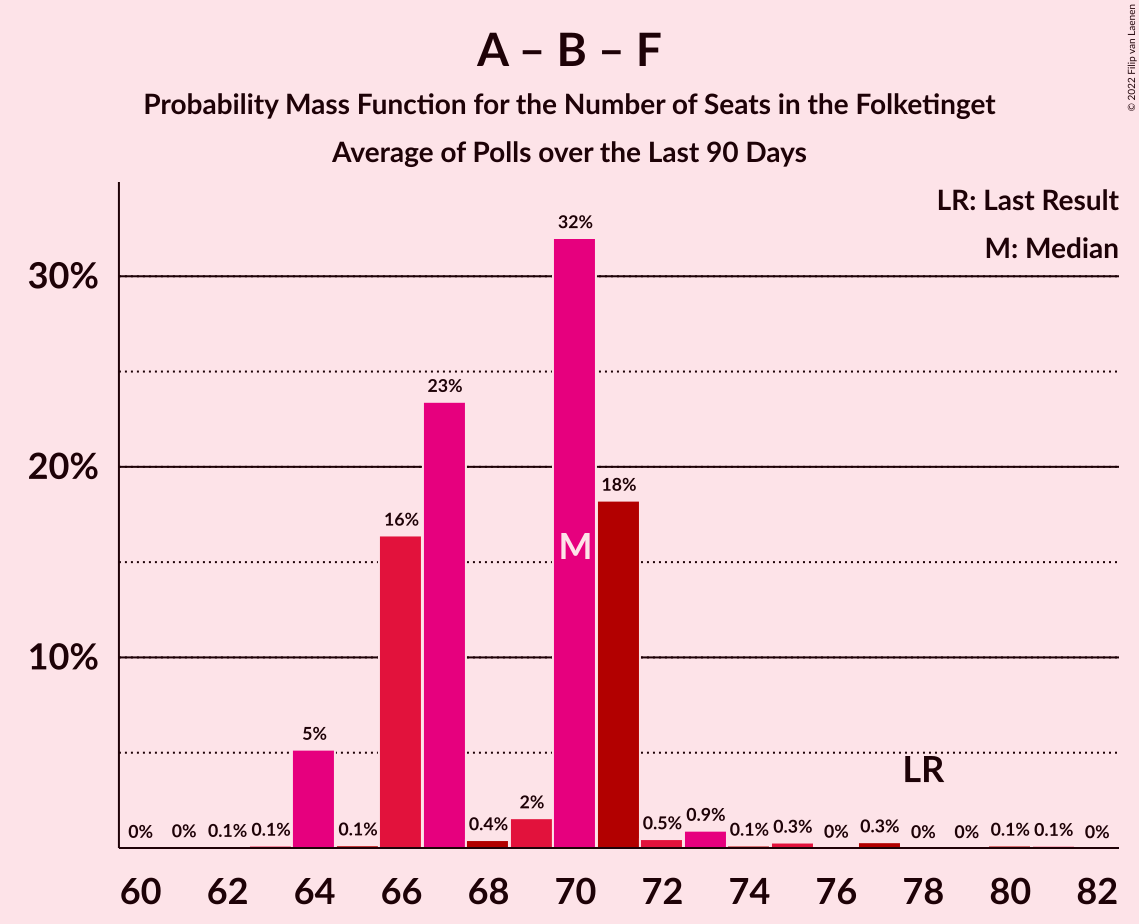 A – B – F
Probability Mass Function for the Number of Seats in the Folketinget
Average of Polls over the Last 90 Days
© 2022 Filip van Laenen
LR: Last Result
M: Median
30%
20%
10%
0% 0% 0.1% 0.1% 5% 0.1% 16% 23% 0.4% 2% 32% 18% 0.5% 0.9% 0.1% 0.3% 0% 0.3% 0% 0% 0.1% 0.1% 0%
M
LR
60 62 64 66 68 70 72 74 76 78 80 82